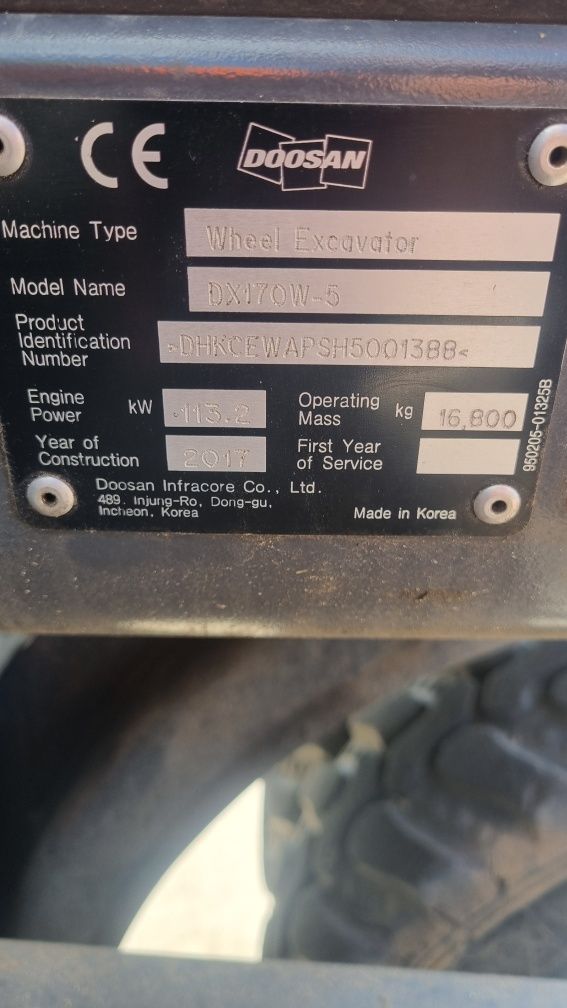 CE DOOSAN
Machine Type Wheel Excavator
Model Name DX170W-5
Product
Identification
Number >DHKCEWAPSH5001388<
Engine
Power kW 113.2
Operating
Mass kg 16,800
Year of
Construction 2017
First Year
of Service
950205-01325B
Doosan Infracore Co., Ltd.
489. Injung-Ro, Dong-gu,
Incheon, Korea
Made in Korea